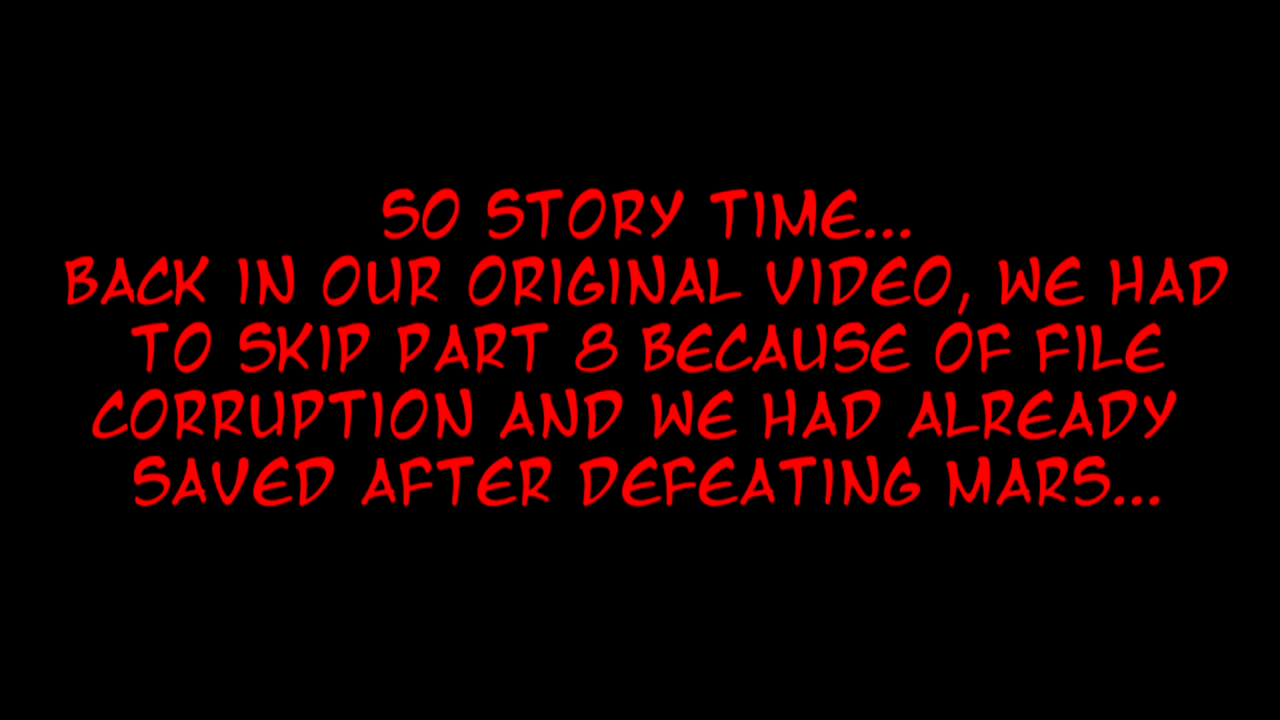 SO STORY TIME...
BACK IN OUR ORIGINAL VIDEO, WE HAD
TO SKIP PART 8 BECAUSE OF FILE
CORRUPTION AND WE HAD ALREADY
SAVED AFTER DEFEATING MARS...